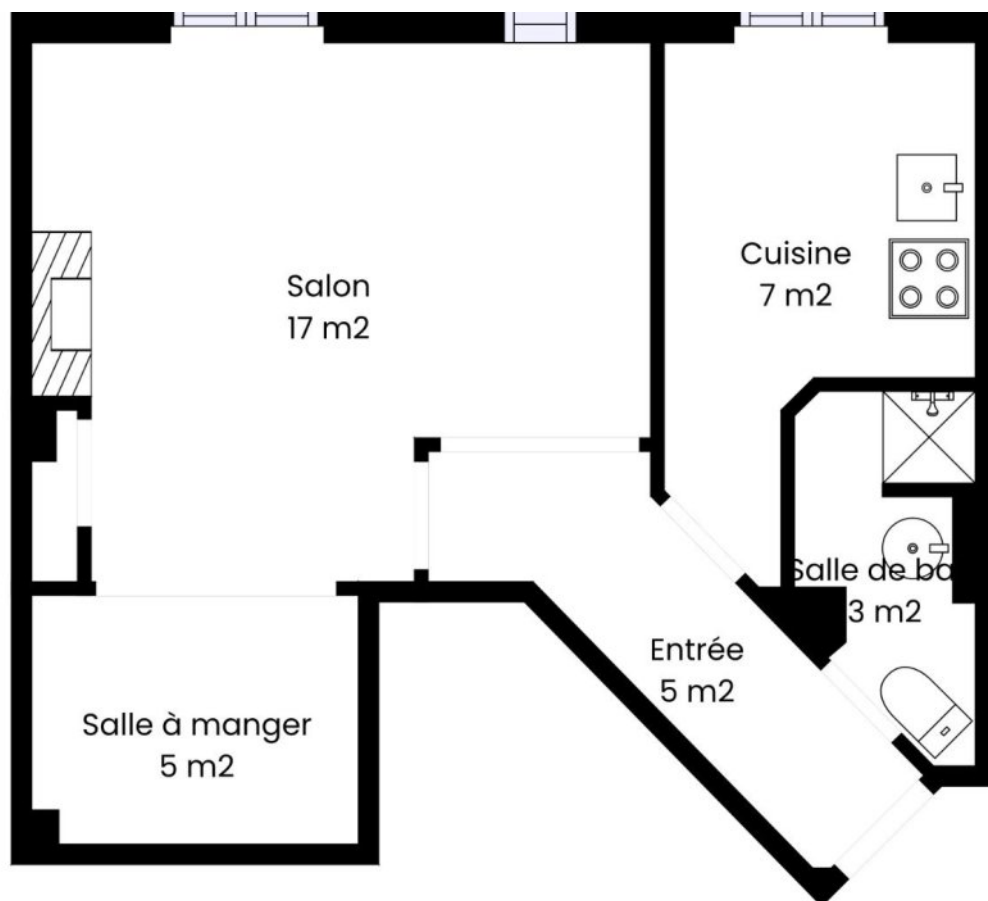 Salon
17 m2
Cuisine
7 m2
Salle de ba
3 m2
Entrée
5 m2
Salle à manger
5 m2